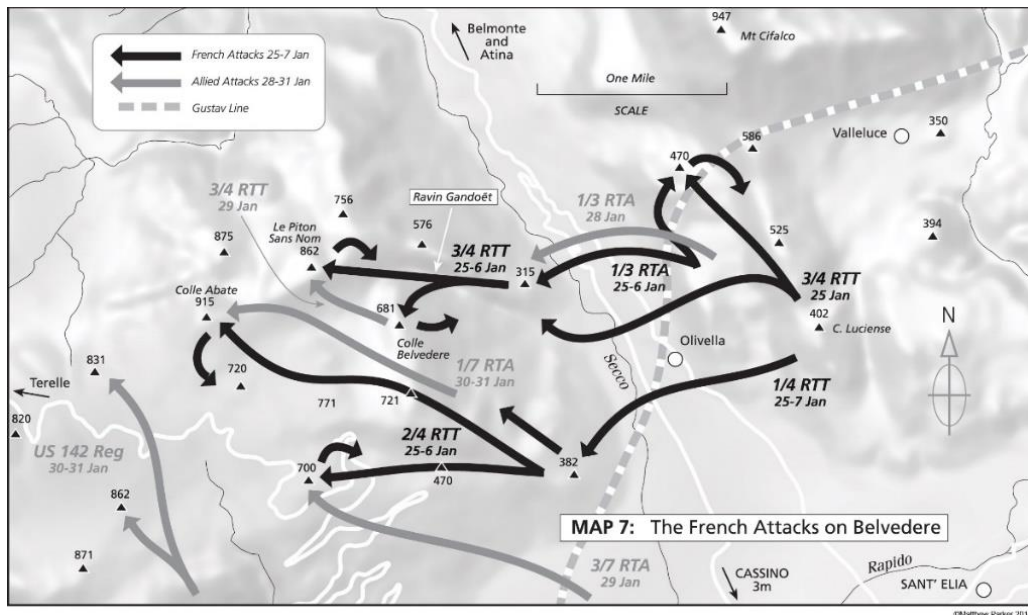 French Attacks 25-7 Jan
Allied Attacks 28-31 Jan
Gustav Line
Belmonte
and
Atina
947
Mt Cifalco
One Mile
SCALE
Valleluce
350
586
470
3/4 RTT
29 Jan
Ravin Gandoët
1/3 RTA
28 Jan
756
Le Piton
Sans Nom
862
576
875
3/4 RTT
25-6 Jan
315
1/3 RTA
25-6 Jan
525
394
3/4 RTT
25 Jan
402
C. Luciense
Colle Abate
915
681
Colle
Belvedere
Olivella
N
831
Terelle
720
771
721
1/7 RTA
30-31 Jan
Secco
1/4 RTT
25-7 Jan
820
US 142 Reg
30-31 Jan
2/4 RTT
25-6 Jan
700
470
382
862
871
MAP 7: The French Attacks on Belvedere
3/7 RTA
29 Jan
CASSINO
3m
Rapido
SANT' ELIA